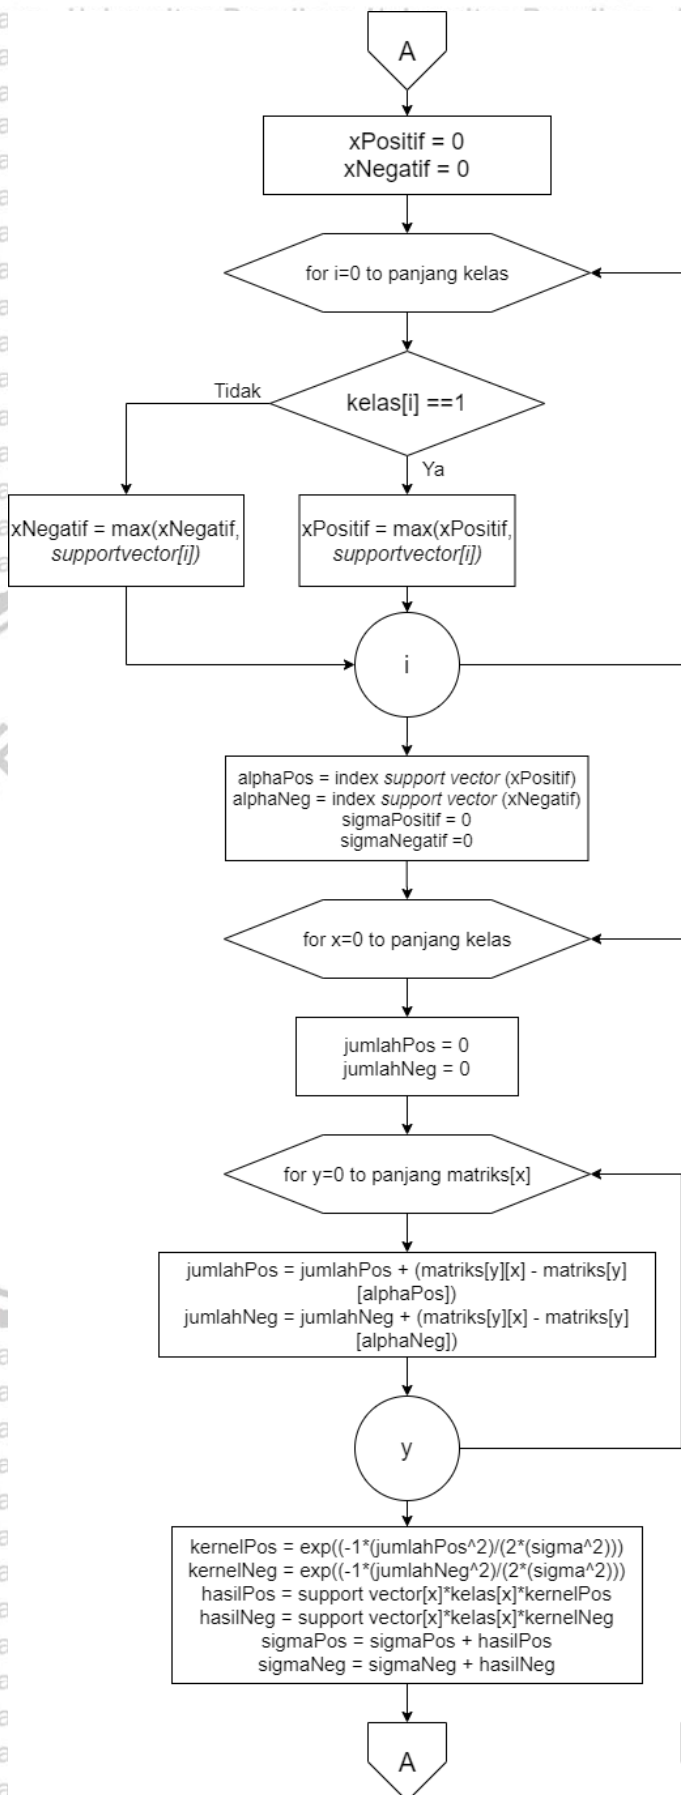 A
xPositif = 0
xNegatif = 0
for i=0 to panjang kelas
kelas[i] ==1
Tidak
Ya
xNegatif = max(xNegatif,
supportvector[i])
xPositif = max(xPositif,
supportvector[i])
i
alphaPos = index support vector (xPositif)
alphaNeg = index support vector (xNegatif)
sigmaPositif = 0
sigmaNegatif =0
for x=0 to panjang kelas
jumlahPos = 0
jumlahNeg = 0
for y=0 to panjang matriks[x]
jumlahPos = jumlahPos + (matriks[y][x] - matriks[y]
[alphaPos])
jumlahNeg = jumlahNeg + (matriks[y][x] - matriks[y]
[alphaNeg])
y
kernelPos = exp((-1*(jumlahPos^2)/(2*(sigma^2)))
kernelNeg = exp((-1*(jumlahNeg^2)/(2*(sigma^2)))
hasilPos = support vector[x]*kelas[x]*kernelPos
hasilNeg = support vector[x]*kelas[x]*kernelNeg
sigmaPos = sigmaPos + hasilPos
sigmaNeg = sigmaNeg + hasilNeg
A